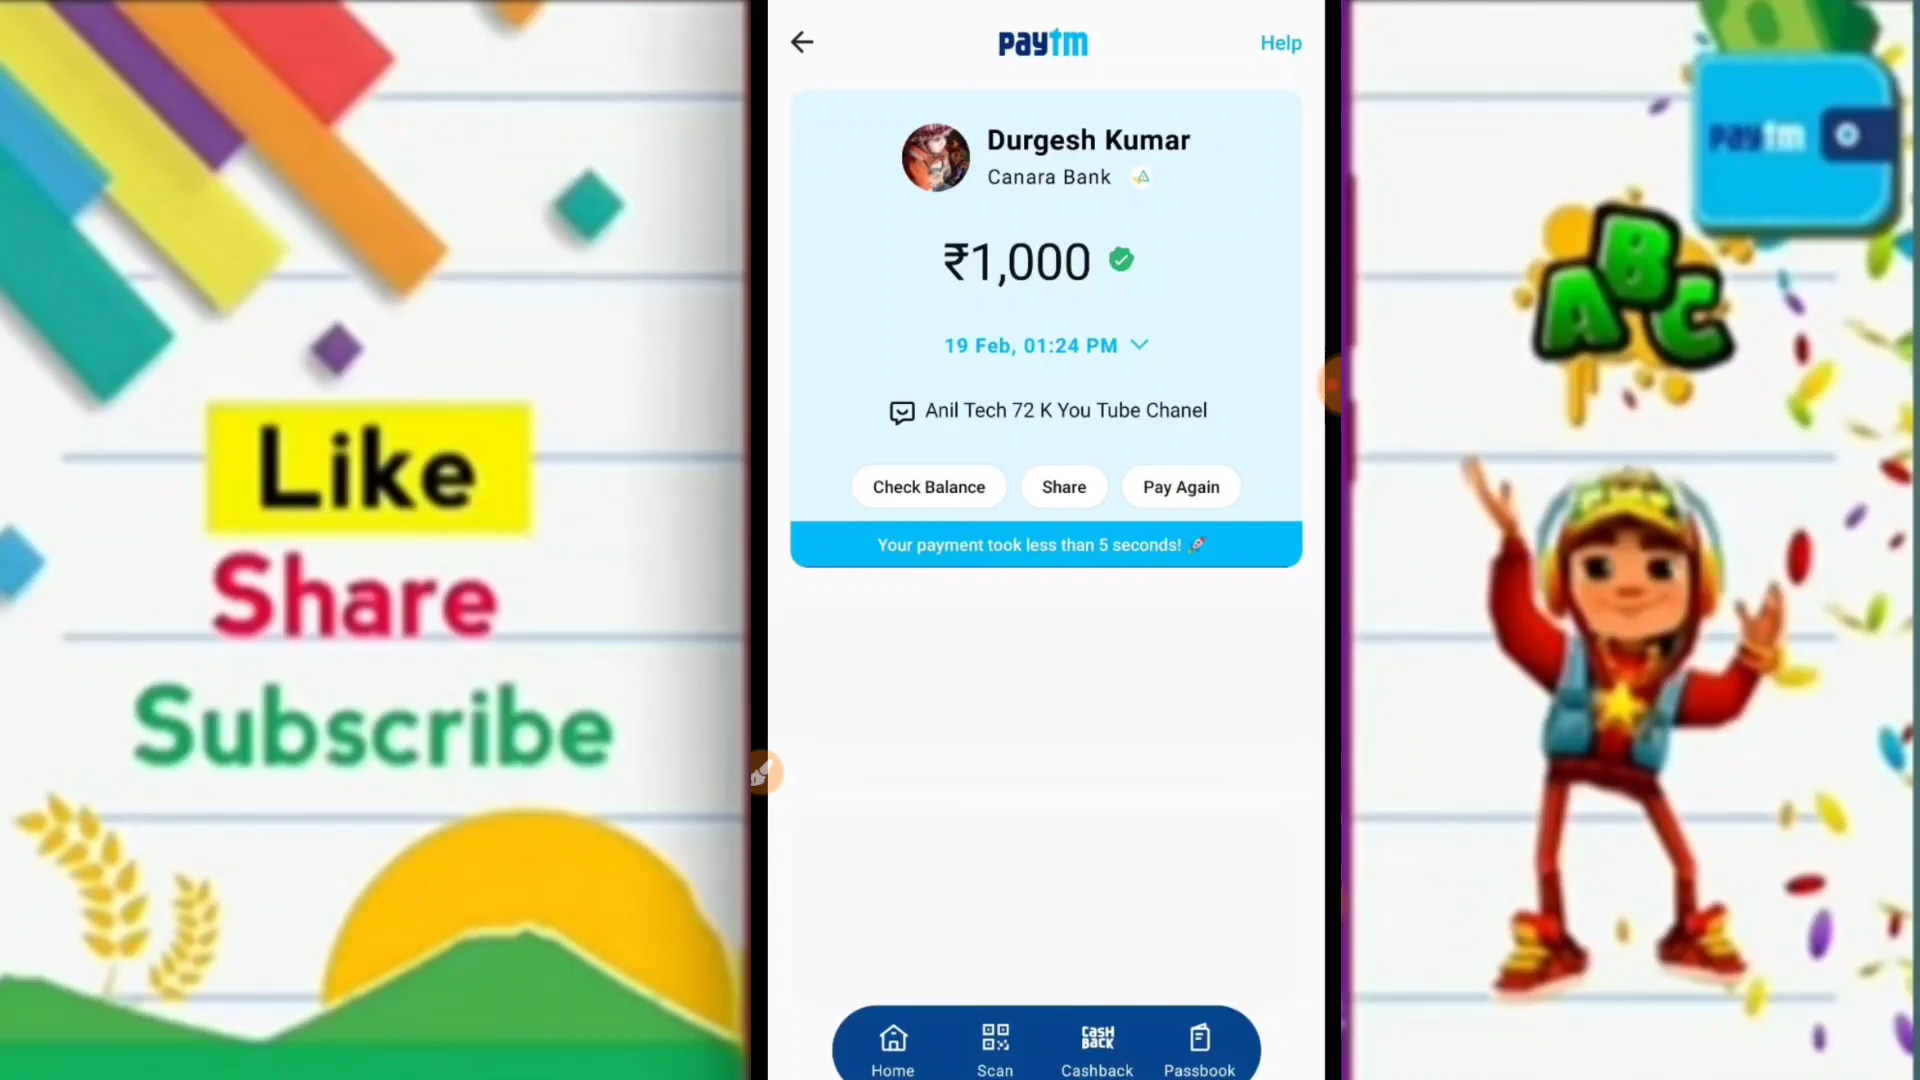 Like
Share
Subscribe
paytm
Help
Durgesh Kumar
Canara Bank
₹1,000
19 Feb, 01:24 PM
Anil Tech 72 K You Tube Chanel
Check Balance
Share
Pay Again
Your payment took less than 5 seconds! 🚀
Home
Scan
CASH BACK
Cashback
Passbook
paytm
ABC